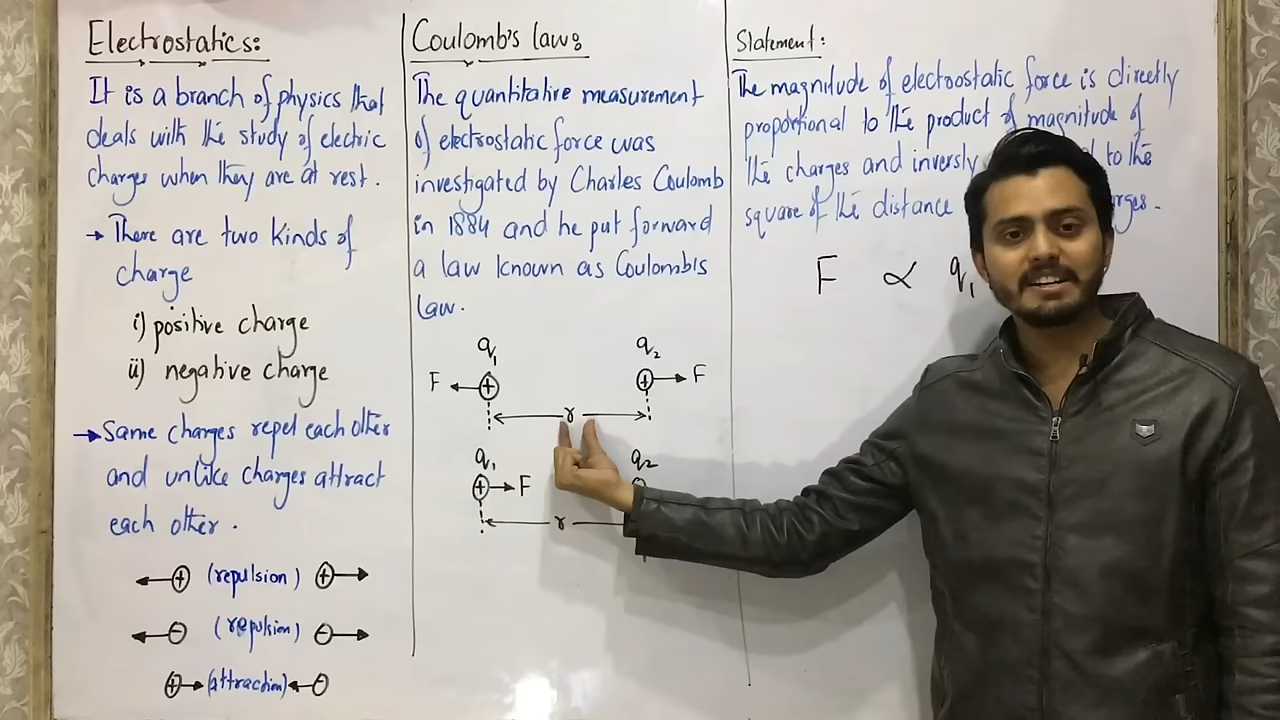 Electrostatics:
It is a branch of physics that
deals with the study of electric
charges when they are at rest.
→ There are two kinds of
charge
i) positive charge
ii) negative charge
→ Same charges repel each other
and unlike charges attract
each other.
+ (repulsion) +
− (repulsion) −
+ (attraction) −
Coulomb's law:
The quantitative measurement
of electrostatic force was
investigated by Charles Coulomb
in 1884 and he put forward
a law known as Coulomb's
law.
q₁ q₂
F + + F
r
q₁ q₂
+ F
r
Statement:
The magnitude of electrostatic force is directly
proportional to the product of magnitude of
the charges and inversly to the
square of the distance
F ∝ q₁